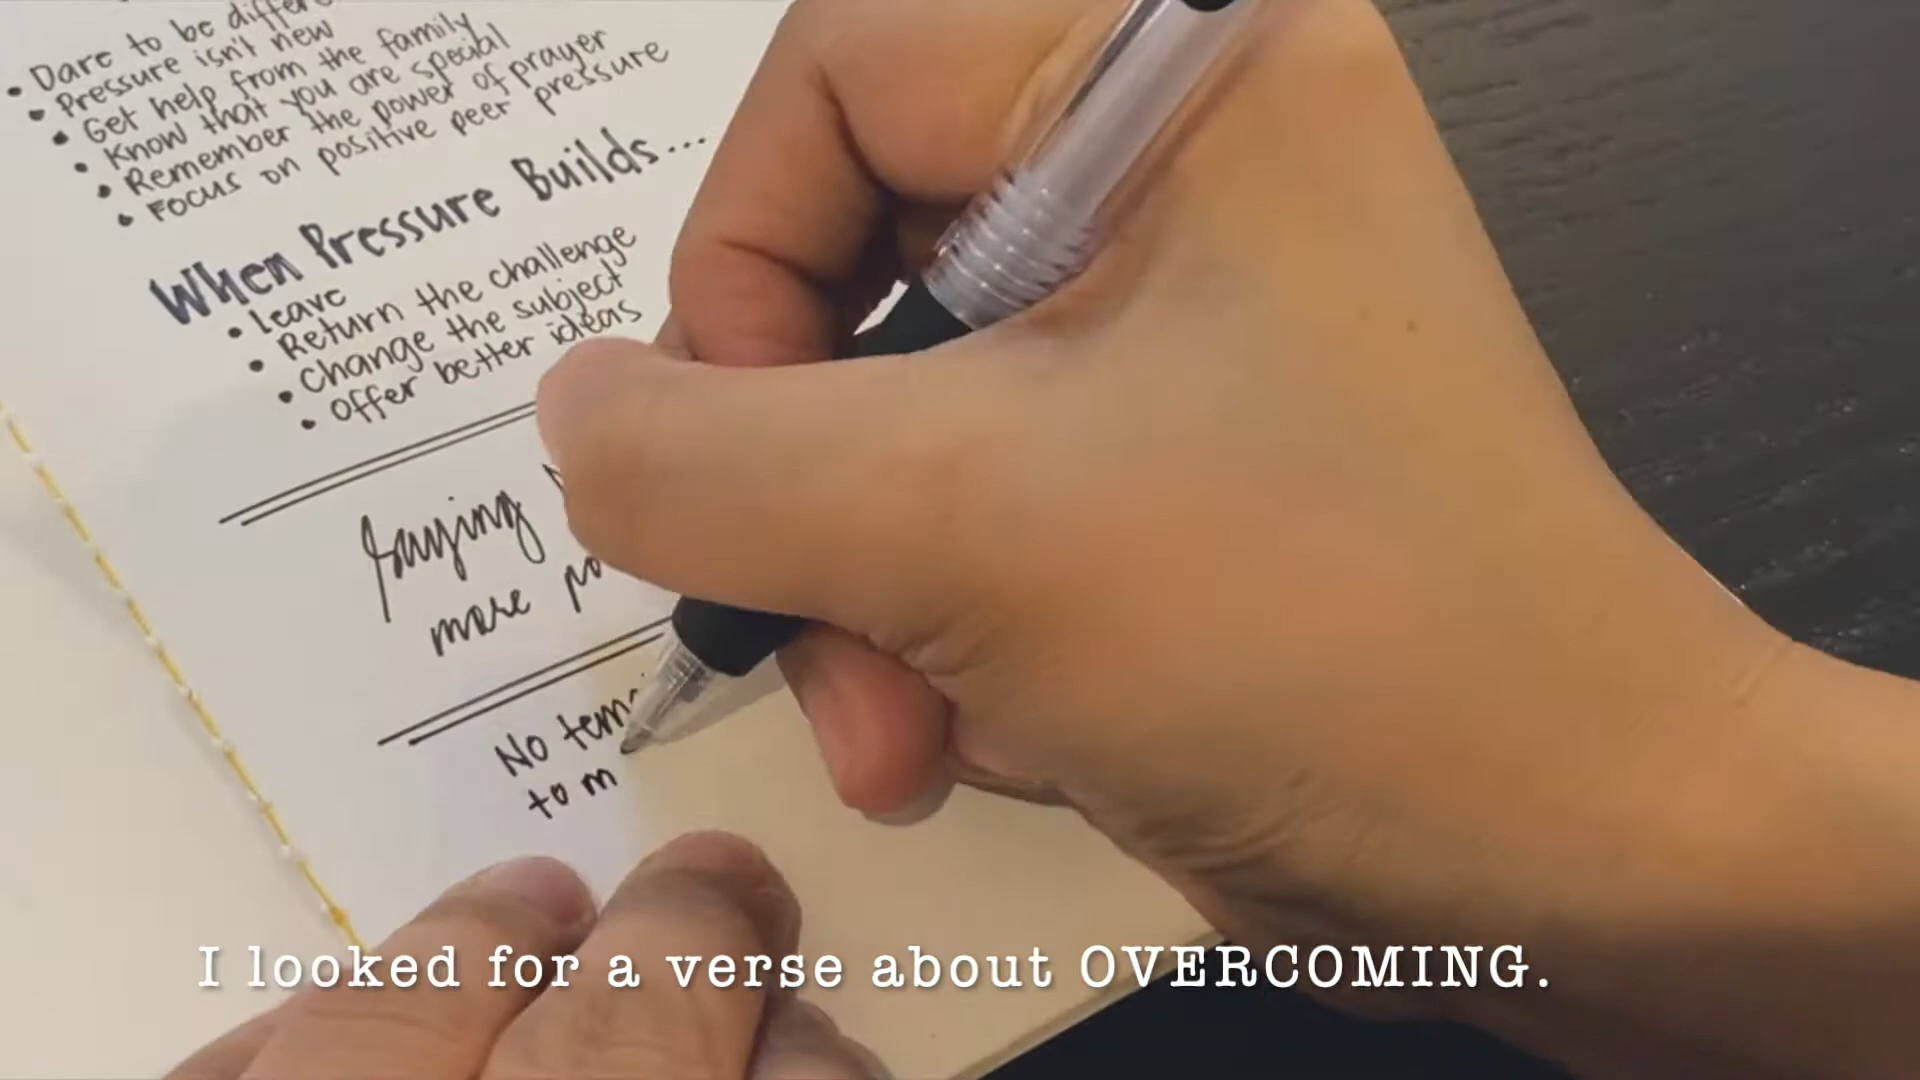 • Dare to be differ
• Pressure isn't new
• Get help from the family
• Know that you are special
• Remember the power of prayer
• Focus on positive peer pressure
When Pressure Builds...
• Leave
• Return the challenge
• Change the subject
• Offer better ideas
Saying
more
No tem
to m
I looked for a verse about OVERCOMING.